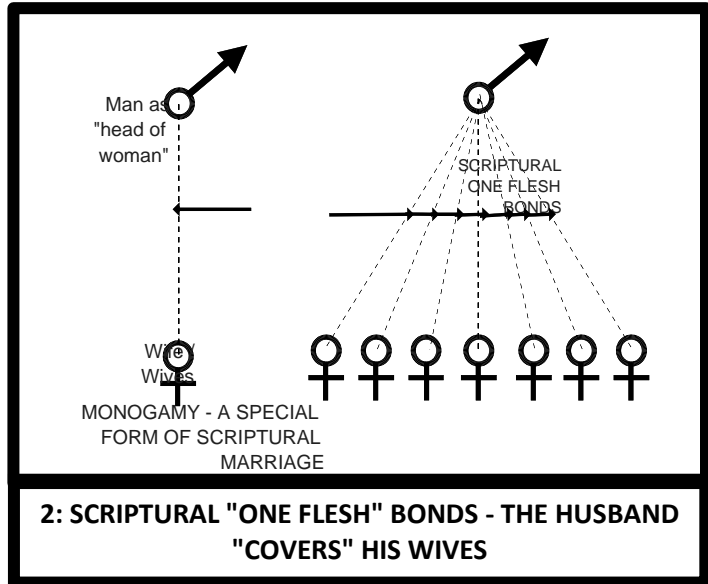 Man as
"head of
woman"
SCRIPTURAL
ONE FLESH
BONDS
Wife /
Wives
MONOGAMY - A SPECIAL
FORM OF SCRIPTURAL
MARRIAGE
2: SCRIPTURAL "ONE FLESH" BONDS - THE HUSBAND
"COVERS" HIS WIVES